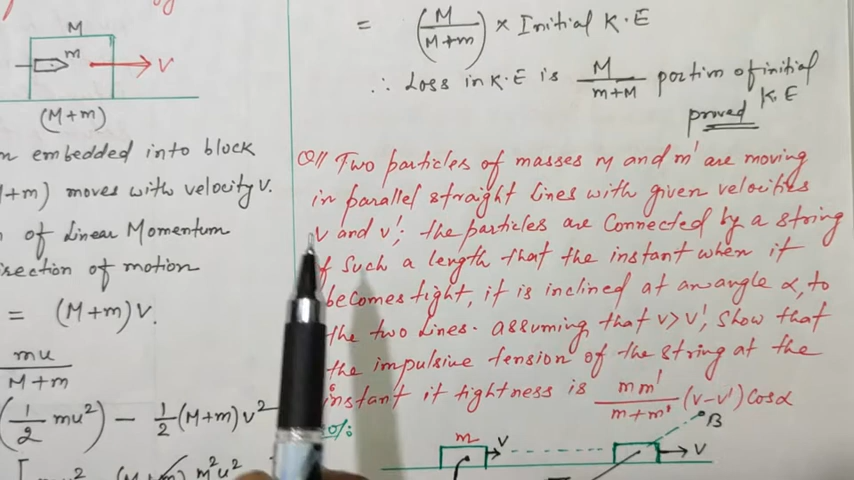 M
m
V
(M+m)
embedded into block
+m) moves with velocity V.
of Linear Momentum
direction of motion
= (M+m)V.
mu
M+m
(1/2 mu²) − 1/2 (M+m)v²
m²u²
= (M/(M+m)) × Initial K.E
∴ Loss in K.E is M/(m+M) portion of initial
K.E
proved
Q// Two particles of masses m and m' are moving
in parallel straight lines with given velocities
v and v'; the particles are connected by a string
f such a length that the instant when it
becomes tight, it is inclined at an angle α, to
the two lines. assuming that v>v', show that
the impulsive tension of the string at the
instant it tightness is mm'/(m+m') (v−v') cosα
m
V
B
V